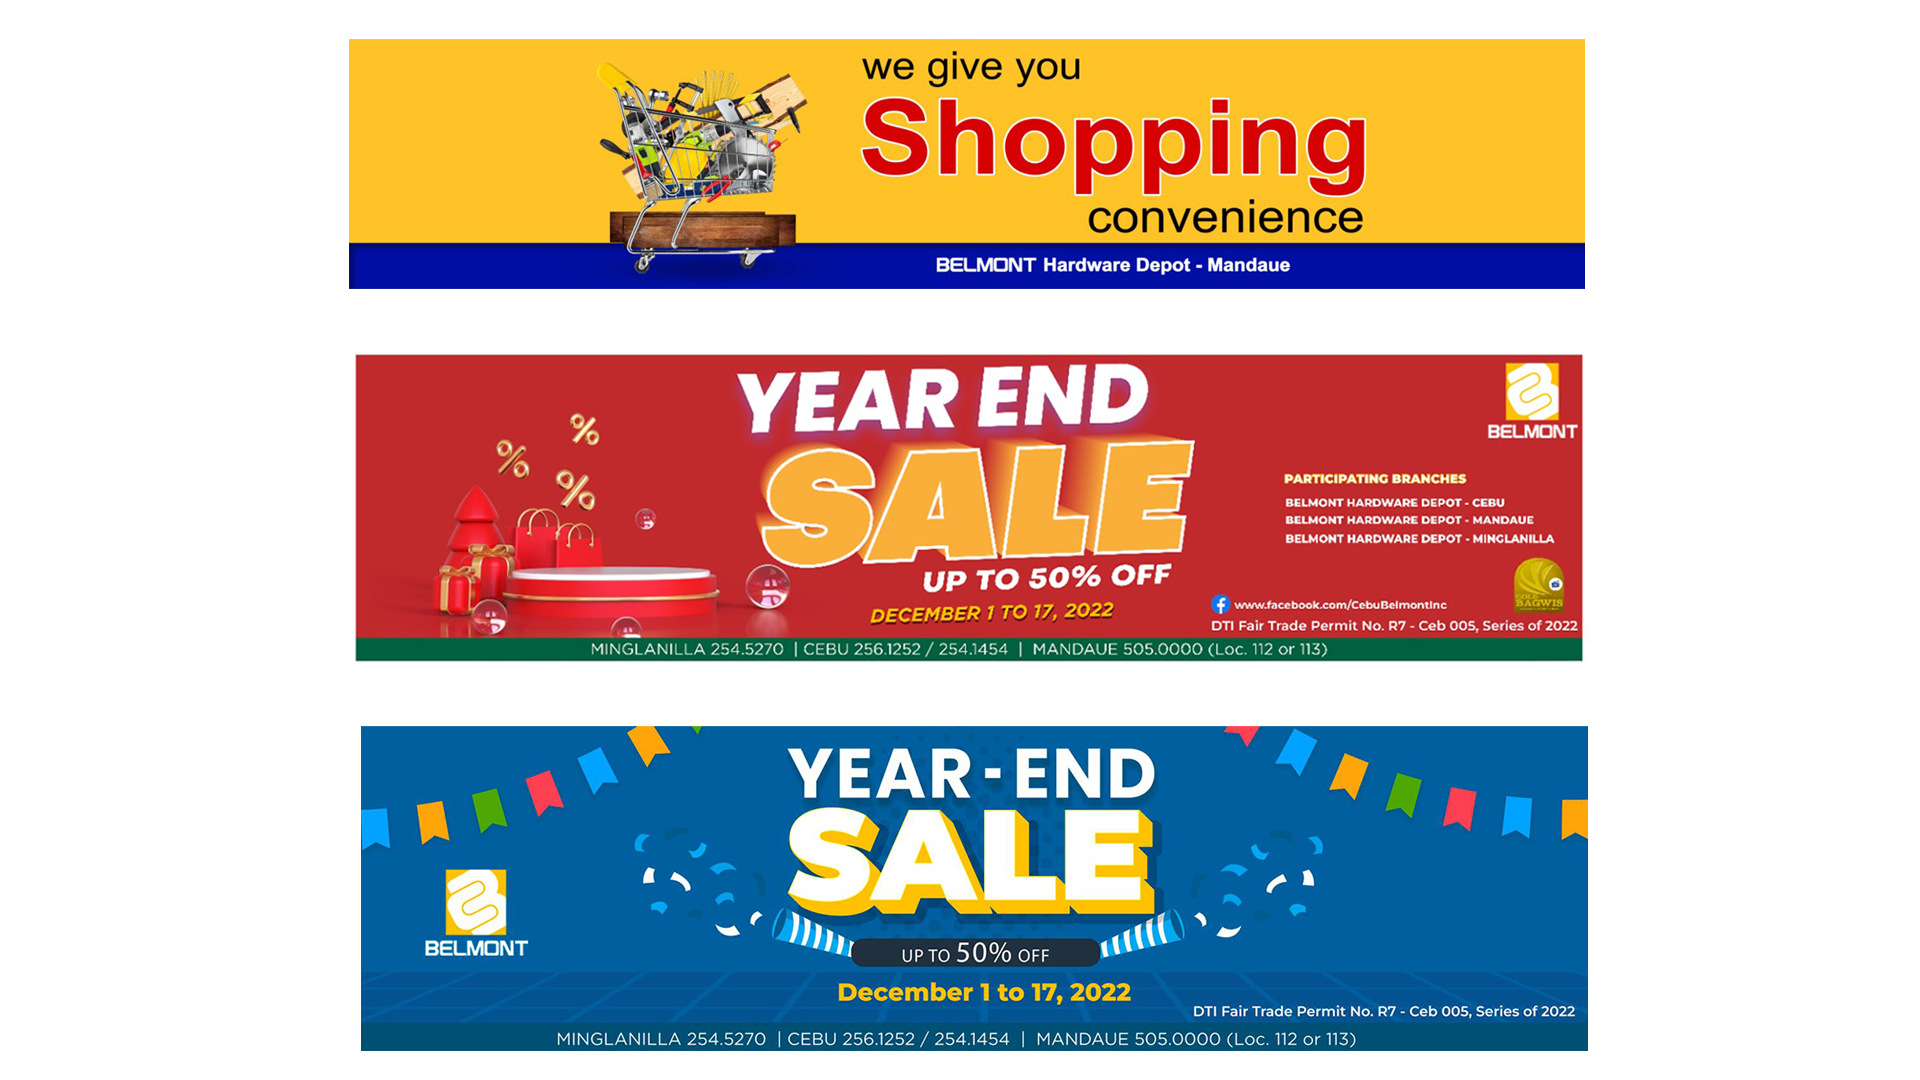 we give you
Shopping
convenience
BELMONT Hardware Depot - Mandaue
YEAR END
SALE
UP TO 50% OFF
DECEMBER 1 TO 17, 2022
BELMONT
PARTICIPATING BRANCHES
BELMONT HARDWARE DEPOT - CEBU
BELMONT HARDWARE DEPOT - MANDAUE
BELMONT HARDWARE DEPOT - MINGLANILLA
BAGWIS
www.facebook.com/CebuBelmontInc
DTI Fair Trade Permit No. R7 - Ceb 005, Series of 2022
MINGLANILLA 254.5270 | CEBU 256.1252 / 254.1454 | MANDAUE 505.0000 (Loc. 112 or 113)
YEAR-END
SALE
BELMONT
UP TO 50% OFF
December 1 to 17, 2022
DTI Fair Trade Permit No. R7 - Ceb 005, Series of 2022
MINGLANILLA 254.5270 | CEBU 256.1252 / 254.1454 | MANDAUE 505.0000 (Loc. 112 or 113)